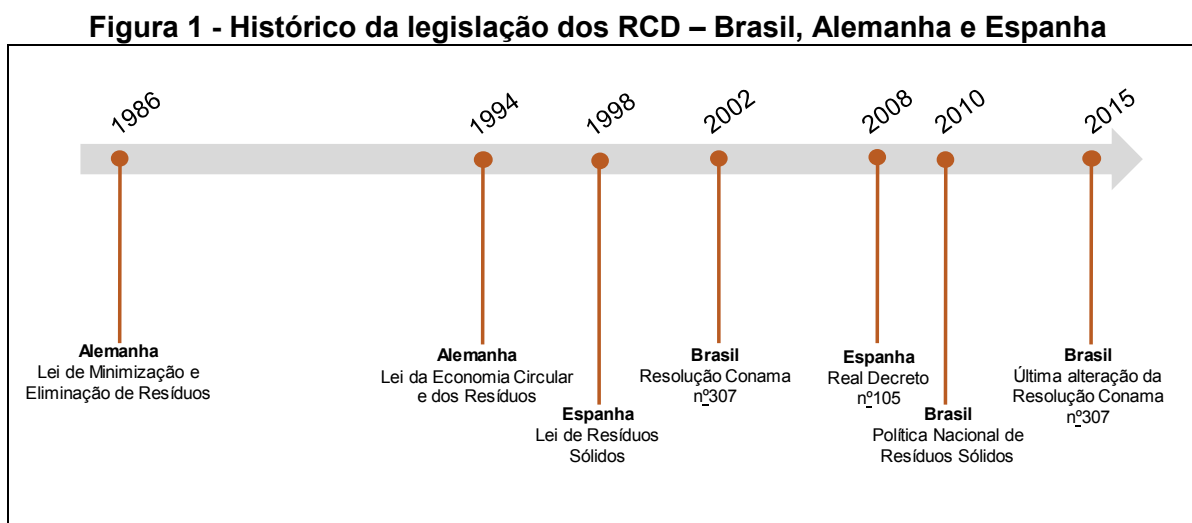 Figura 1 - Histórico da legislação dos RCD – Brasil, Alemanha e Espanha
1986
1994
1998
2002
2008
2010
2015
Alemanha
Lei de Minimização e
Eliminação de Resíduos
Alemanha
Lei da Economia Circular
e dos Resíduos
Espanha
Lei de Resíduos
Sólidos
Brasil
Resolução Conama
nº307
Espanha
Real Decreto
nº105
Brasil
Política Nacional de
Resíduos Sólidos
Brasil
Última alteração da
Resolução Conama
nº307